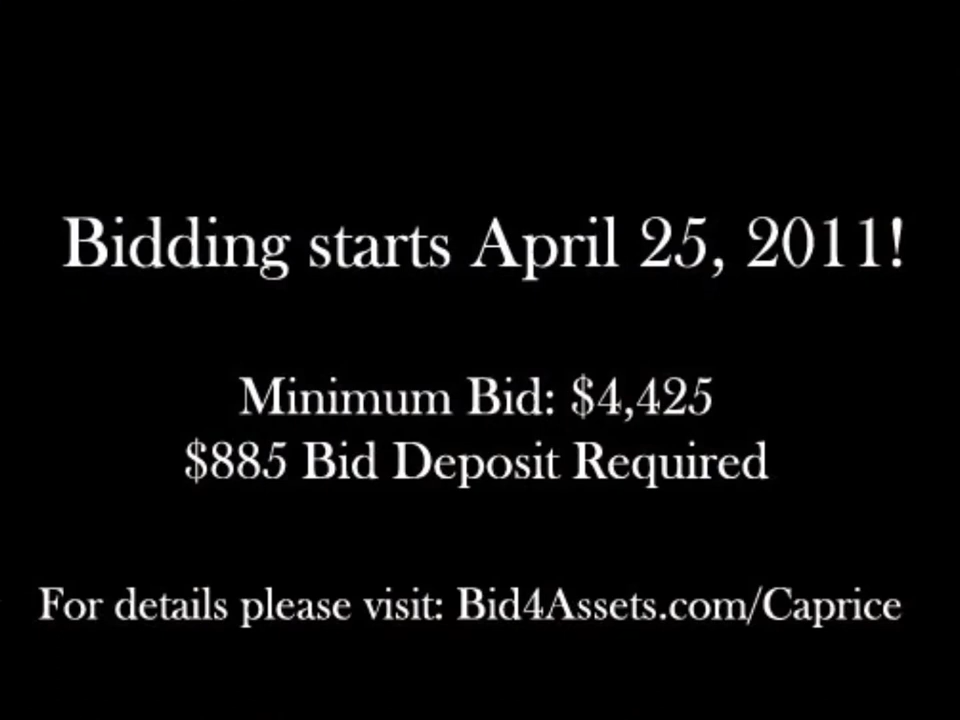 Bidding starts April 25, 2011!
Minimum Bid: $4,425
$885 Bid Deposit Required
For details please visit: Bid4Assets.com/Caprice